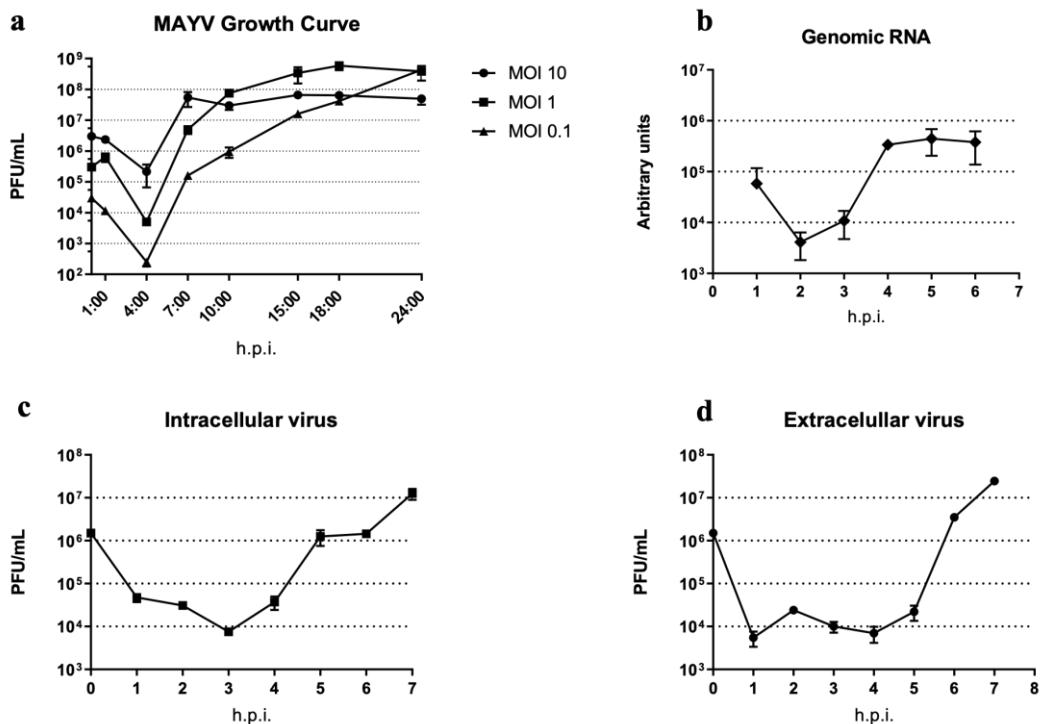 a
MAYV Growth Curve
PFU/mL
10⁹
10⁸
10⁷
10⁶
10⁵
10⁴
10³
10²
1:00
4:00
7:00
10:00
15:00
18:00
24:00
h.p.i.
MOI 10
MOI 1
MOI 0.1
b
Genomic RNA
Arbitrary units
10⁷
10⁶
10⁵
10⁴
10³
0 1 2 3 4 5 6 7
h.p.i.
c
Intracellular virus
PFU/mL
10⁸
10⁷
10⁶
10⁵
10⁴
10³
0 1 2 3 4 5 6 7
h.p.i.
d
Extracelullar virus
PFU/mL
10⁸
10⁷
10⁶
10⁵
10⁴
10³
0 1 2 3 4 5 6 7 8
h.p.i.